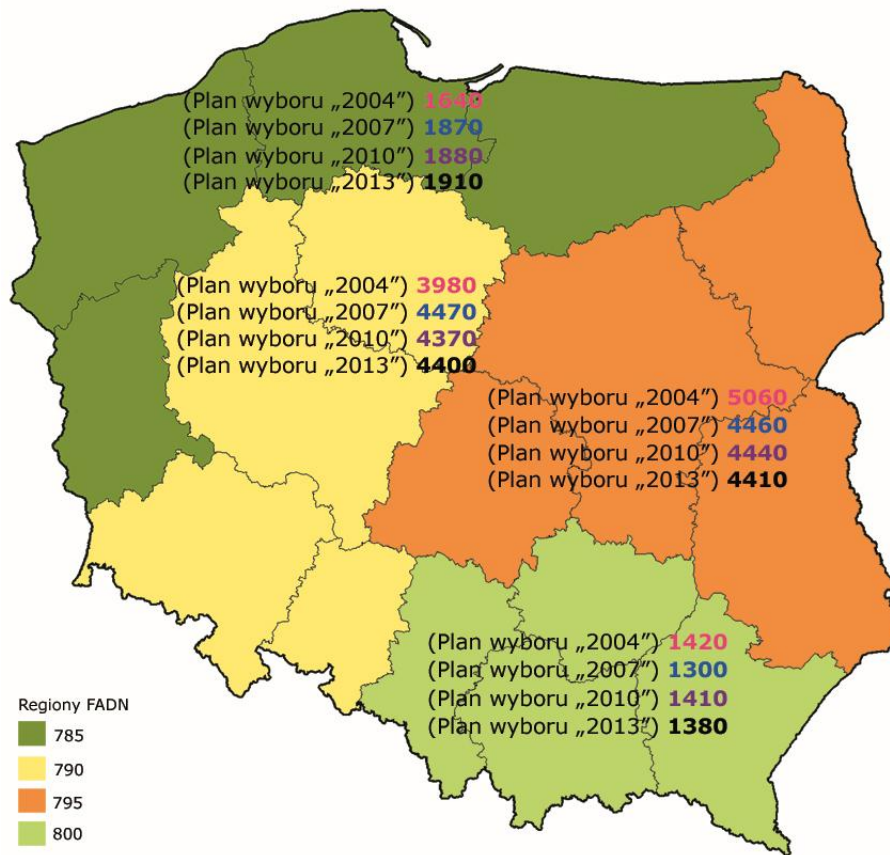 (Plan wyboru „2004”) 1640
(Plan wyboru „2007”) 1870
(Plan wyboru „2010”) 1880
(Plan wyboru „2013”) 1910
(Plan wyboru „2004”) 3980
(Plan wyboru „2007”) 4470
(Plan wyboru „2010”) 4370
(Plan wyboru „2013”) 4400
(Plan wyboru „2004”) 5060
(Plan wyboru „2007”) 4460
(Plan wyboru „2010”) 4440
(Plan wyboru „2013”) 4410
(Plan wyboru „2004”) 1420
(Plan wyboru „2007”) 1300
(Plan wyboru „2010”) 1410
(Plan wyboru „2013”) 1380
Regiony FADN
785
790
795
800